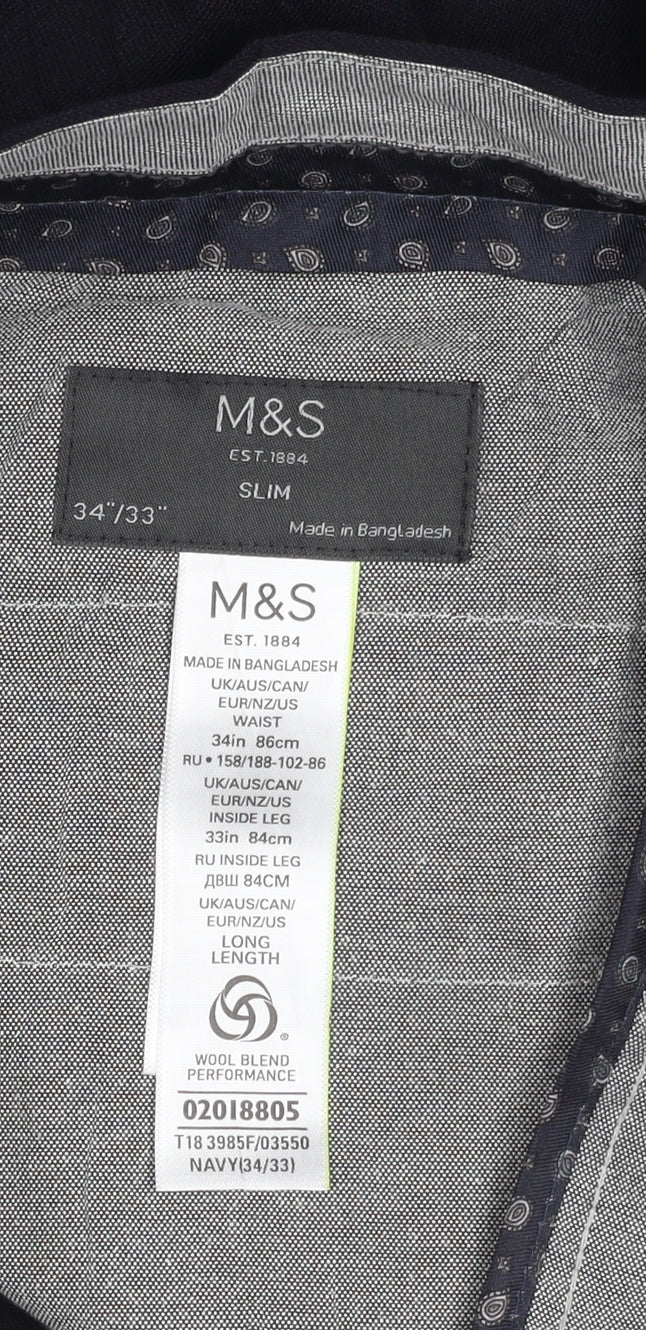 M&S
EST.1884
SLIM
34"/33"
Made in Bangladesh
M&S
EST. 1884
MADE IN BANGLADESH
UK/AUS/CAN/
EUR/NZ/US
WAIST
34in 86cm
RU • 158/188-102-86
UK/AUS/CAN/
EUR/NZ/US
INSIDE LEG
33in 84cm
RU INSIDE LEG
ДВШ 84CM
UK/AUS/CAN/
EUR/NZ/US
LONG
LENGTH
®
WOOL BLEND
PERFORMANCE
02018805
T18 3985F/03550
NAVY(34/33)